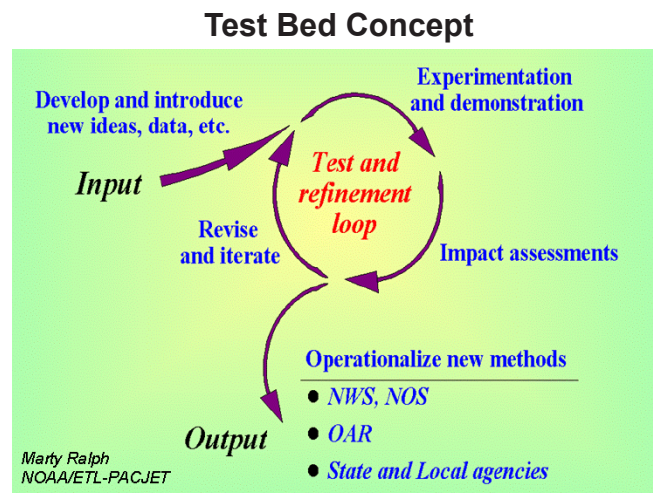 Test Bed Concept
Develop and introduce
new ideas, data, etc.
Experimentation
and demonstration
Input
Test and
refinement
loop
Revise
and iterate
Impact assessments
Operationalize new methods
● NWS, NOS
● OAR
● State and Local agencies
Output
Marty Ralph
NOAA/ETL-PACJET